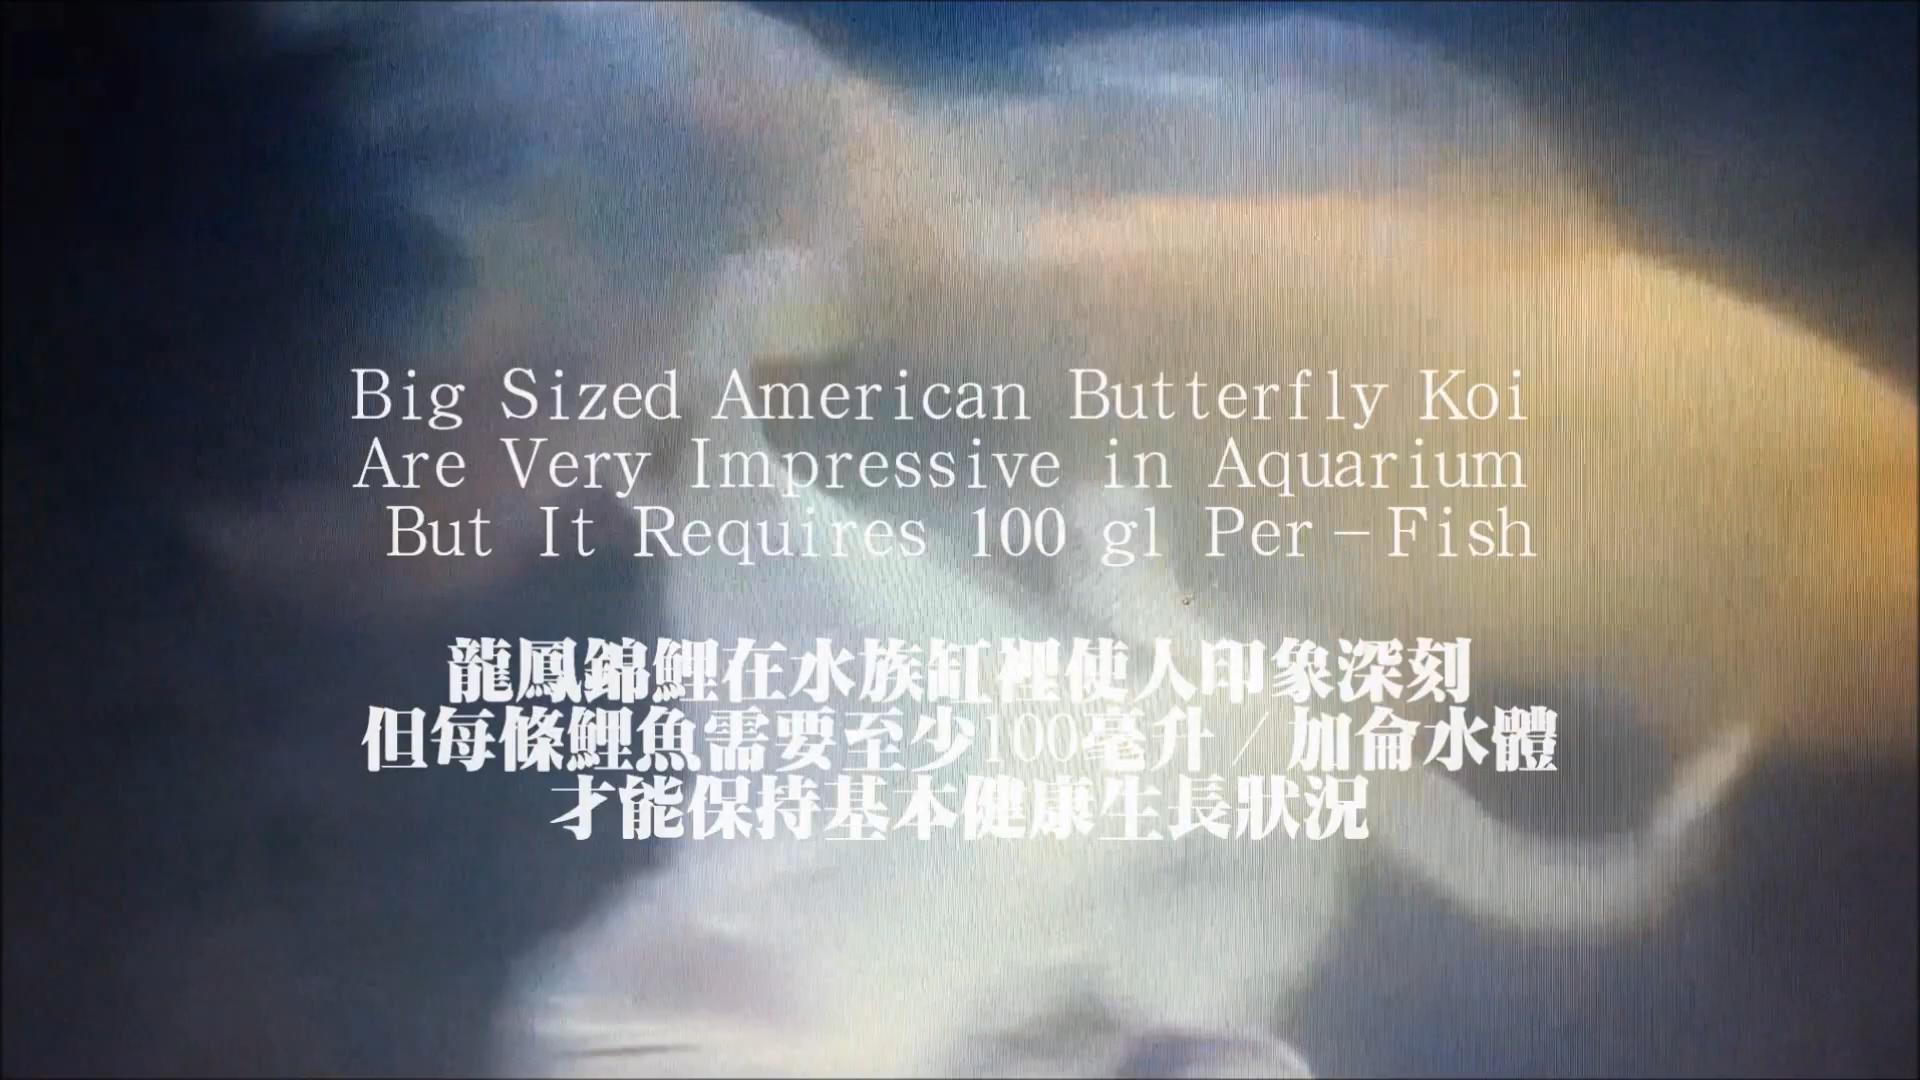 Big Sized American Butterfly Koi
Are Very Impressive in Aquarium
But It Requires 100 gl Per-Fish
龍鳳錦鯉在水族缸裡使人印象深刻
但每條鯉魚需要至少100毫升/加侖水體
才能保持基本健康生長狀況